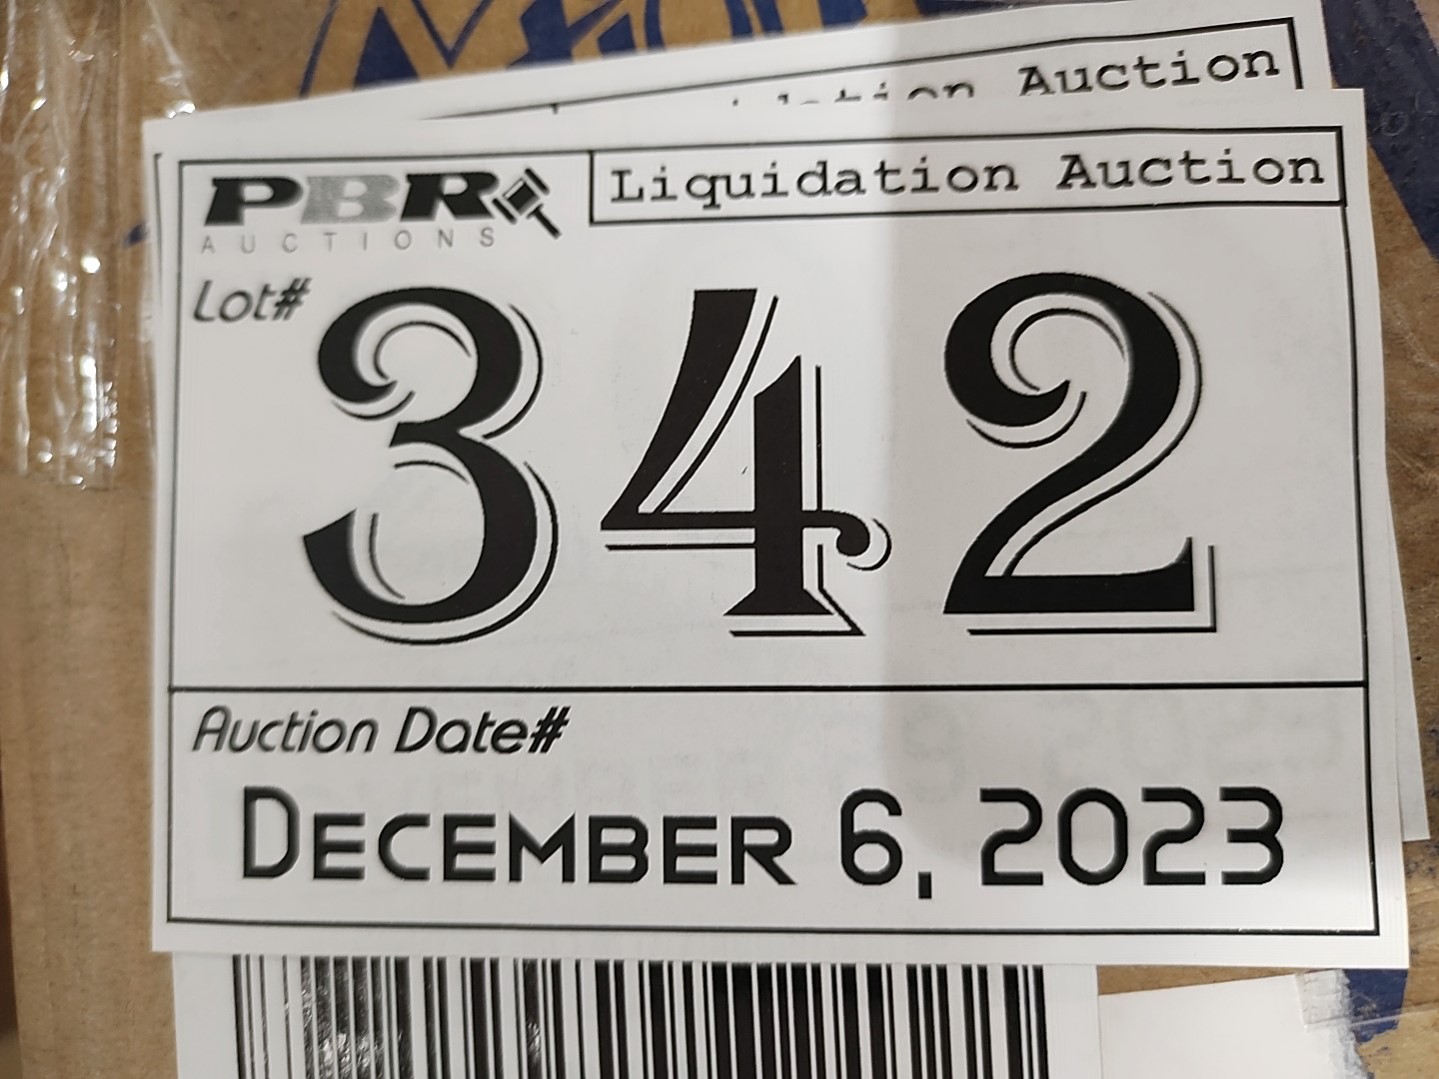 Auction
PBR
AUCTIONS
Liquidation Auction
Lot#
342
Auction Date#
DECEMBER 6, 2023